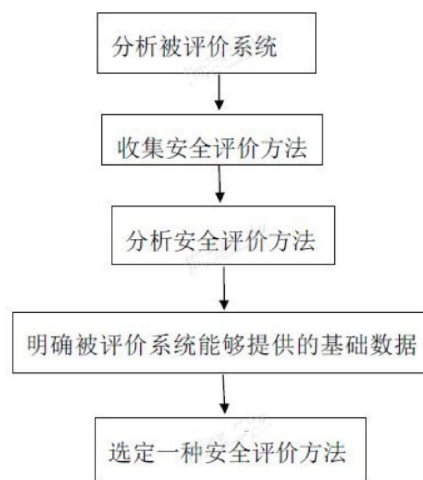 分析被评价系统
收集安全评价方法
分析安全评价方法
明确被评价系统能够提供的基础数据
选定一种安全评价方法